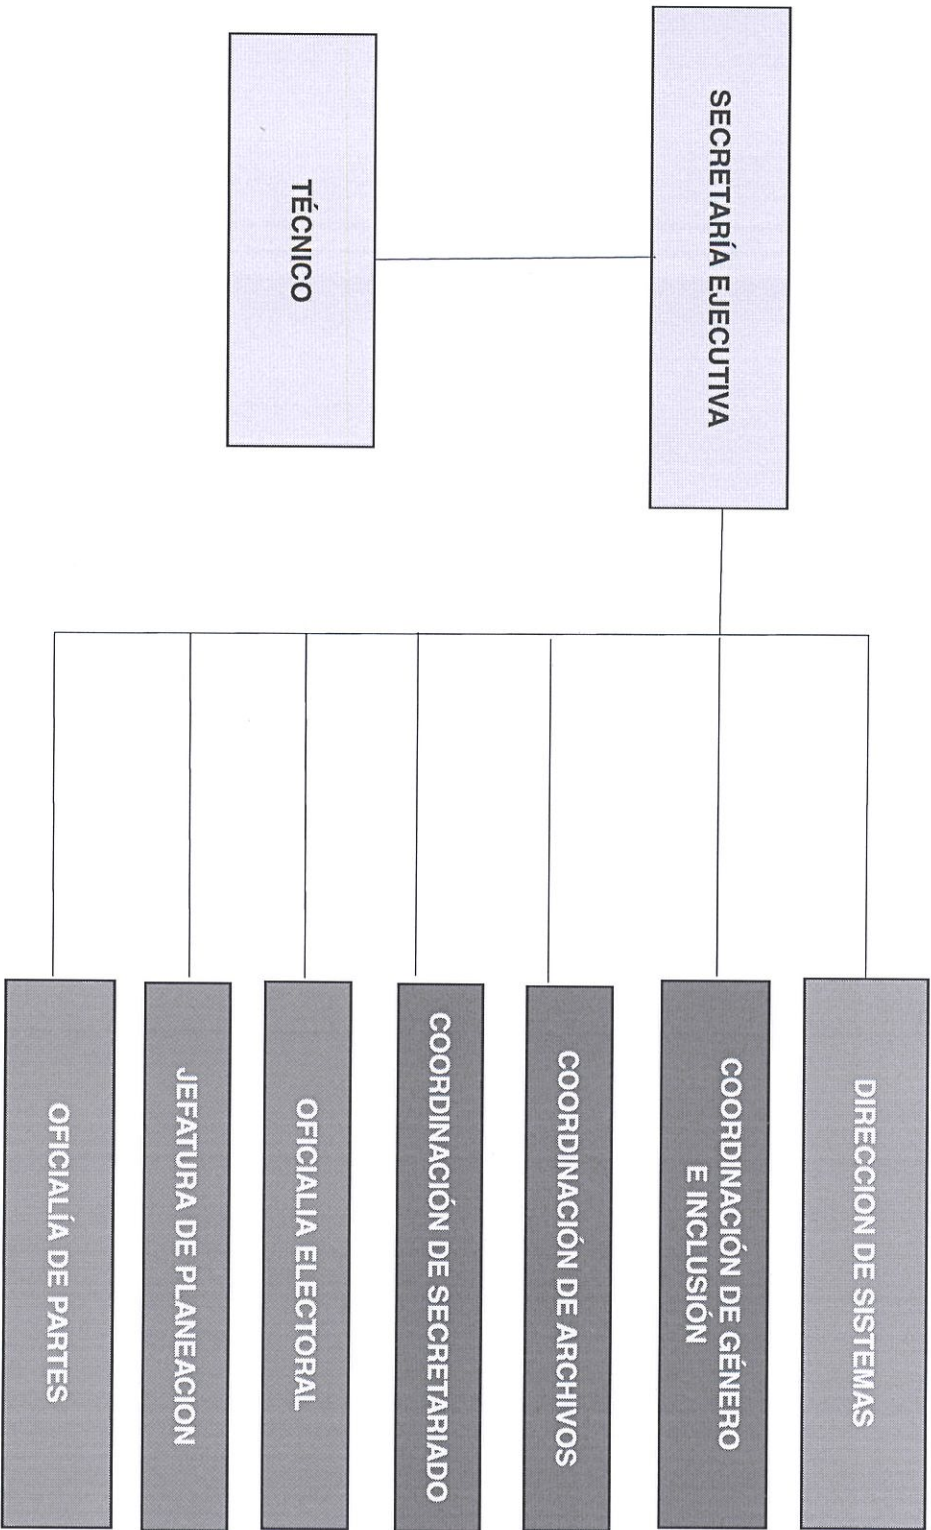 SECRETARÍA EJECUTIVA
TÉCNICO
DIRECCION DE SISTEMAS
COORDINACIÓN DE GÉNERO
E INCLUSIÓN
COORDINACIÓN DE ARCHIVOS
COORDINACIÓN DE SECRETARIADO
OFICIALIA ELECTORAL
JEFATURA DE PLANEACION
OFICIALÍA DE PARTES